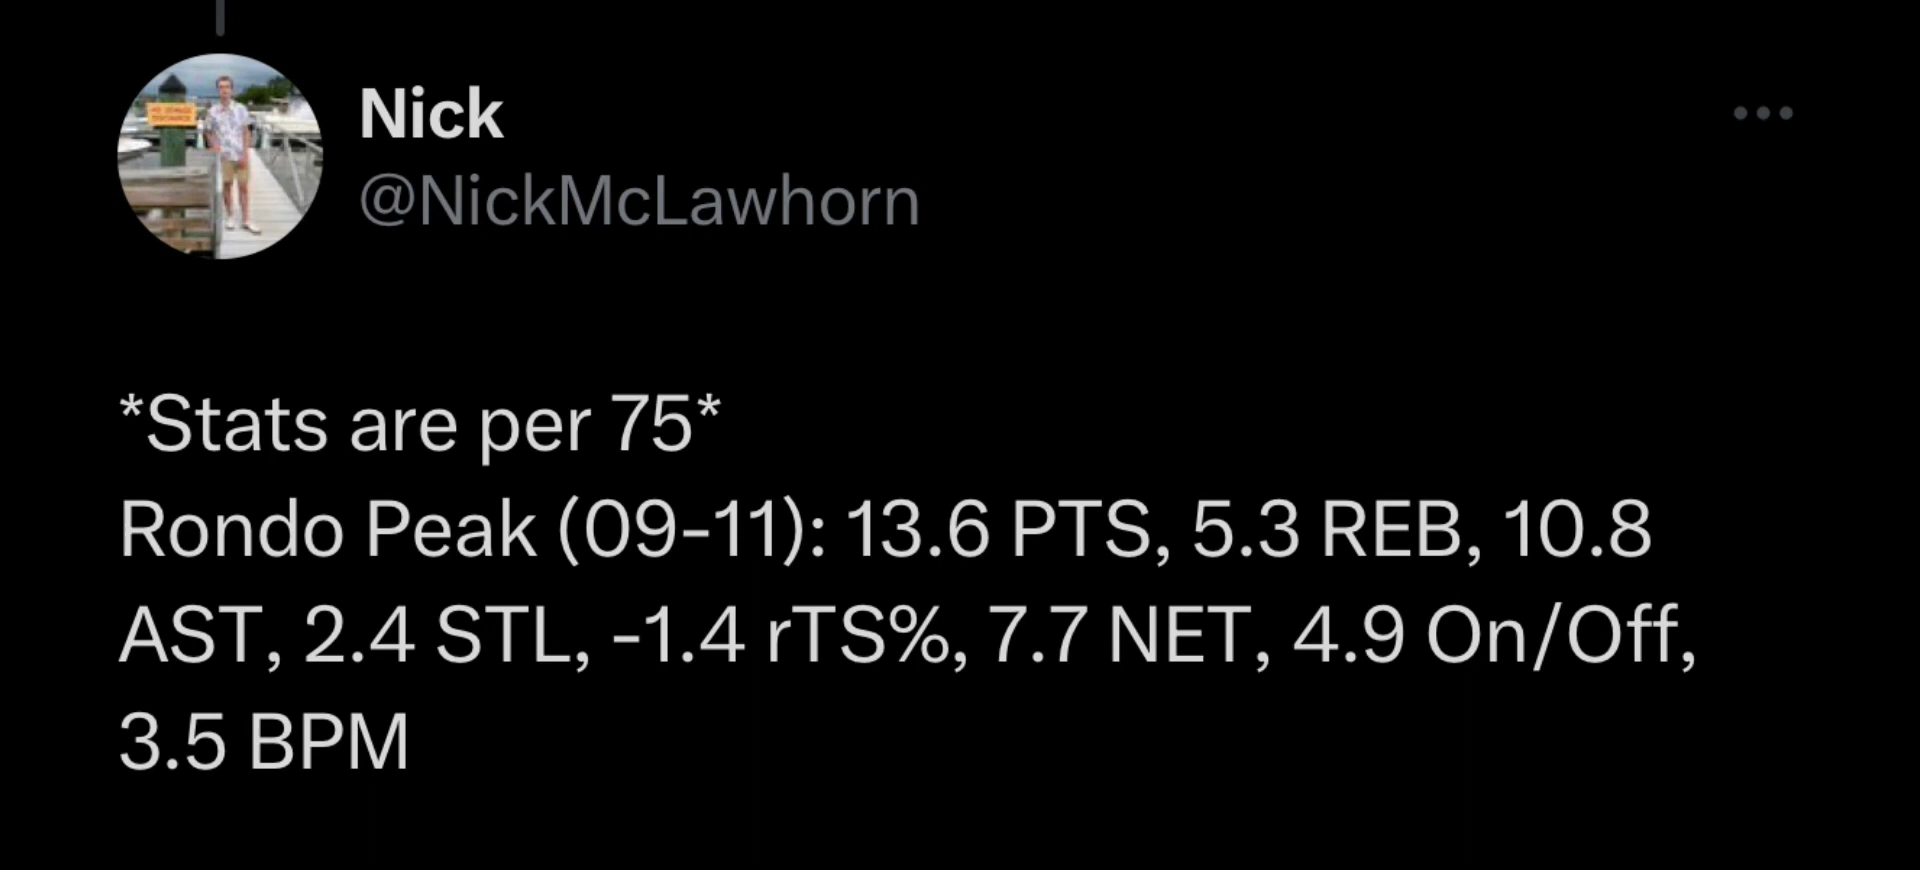 Nick
@NickMcLawhorn
*Stats are per 75*
Rondo Peak (09-11): 13.6 PTS, 5.3 REB, 10.8
AST, 2.4 STL, -1.4 rTS%, 7.7 NET, 4.9 On/Off,
3.5 BPM